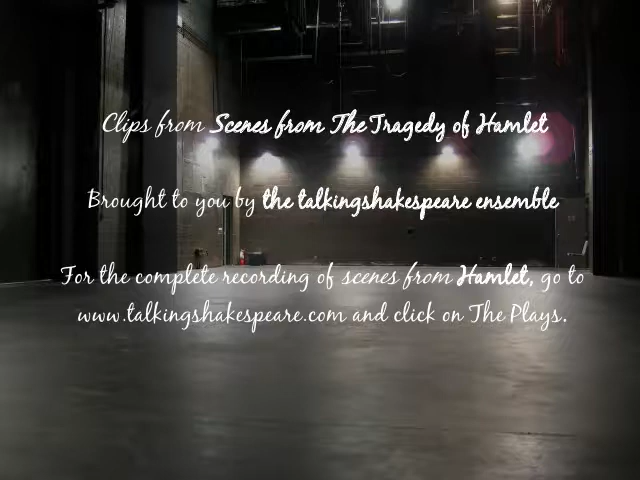 Clips from Scenes from The Tragedy of Hamlet
Brought to you by the talkingshakespeare ensemble
For the complete recording of scenes from Hamlet, go to
www.talkingshakespeare.com and click on The Plays.